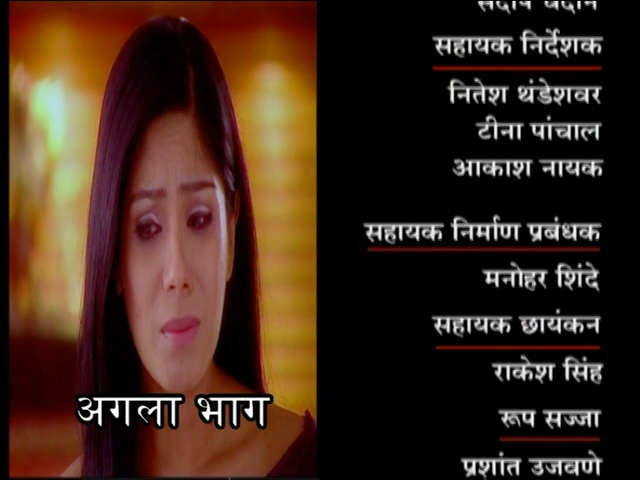 सहायक निर्देशक
नितेश थंडेशवर
टीना पांचाल
आकाश नायक
सहायक निर्माण प्रबंधक
मनोहर शिंदे
सहायक छायंकन
राकेश सिंह
रूप सज्जा
प्रशांत उजवणे
अगला भाग